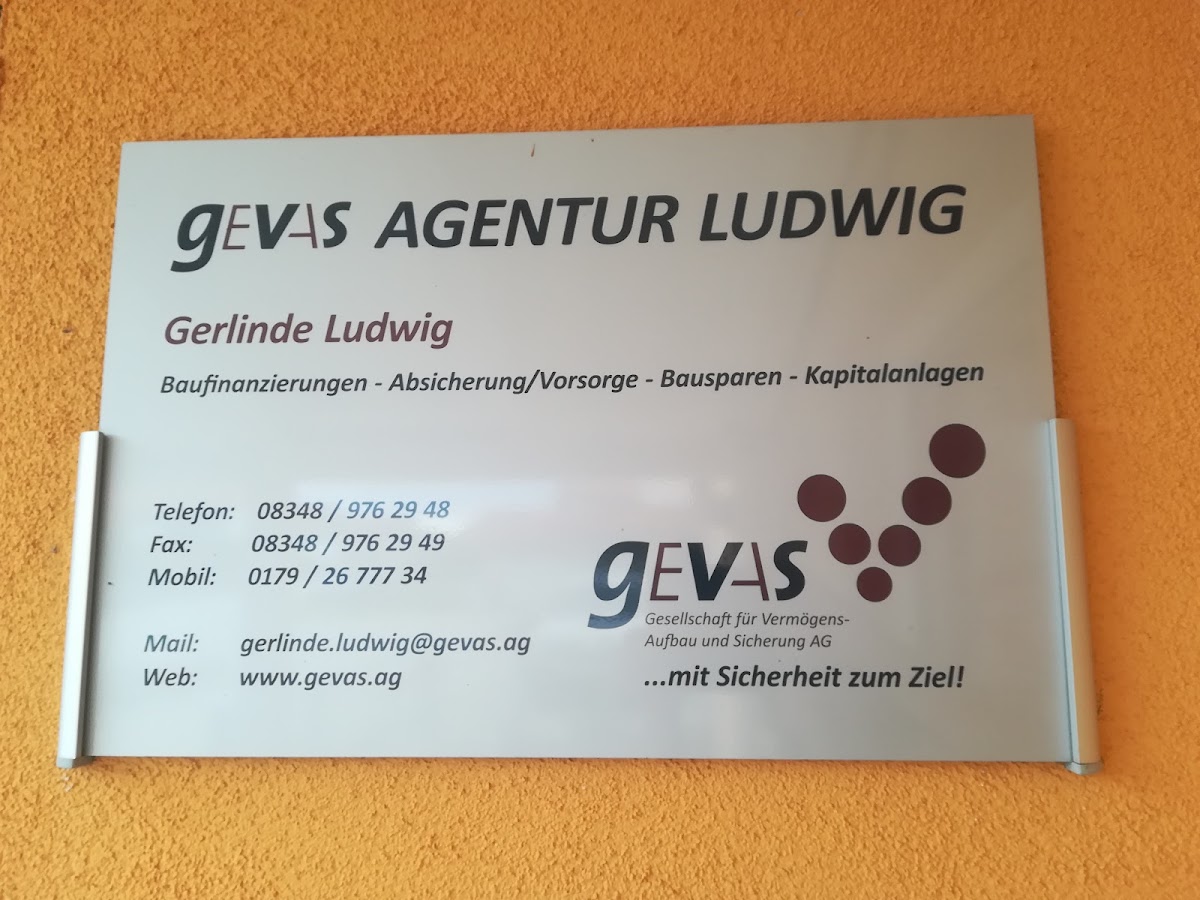 gEVAS AGENTUR LUDWIG
Gerlinde Ludwig
Baufinanzierungen - Absicherung/Vorsorge - Bausparen - Kapitalanlagen
Telefon: 08348 / 976 29 48
Fax: 08348 / 976 29 49
Mobil: 0179 / 26 777 34
Mail: gerlinde.ludwig@gevas.ag
Web: www.gevas.ag
gEVAS
Gesellschaft für Vermögens-
Aufbau und Sicherung AG
...mit Sicherheit zum Ziel!